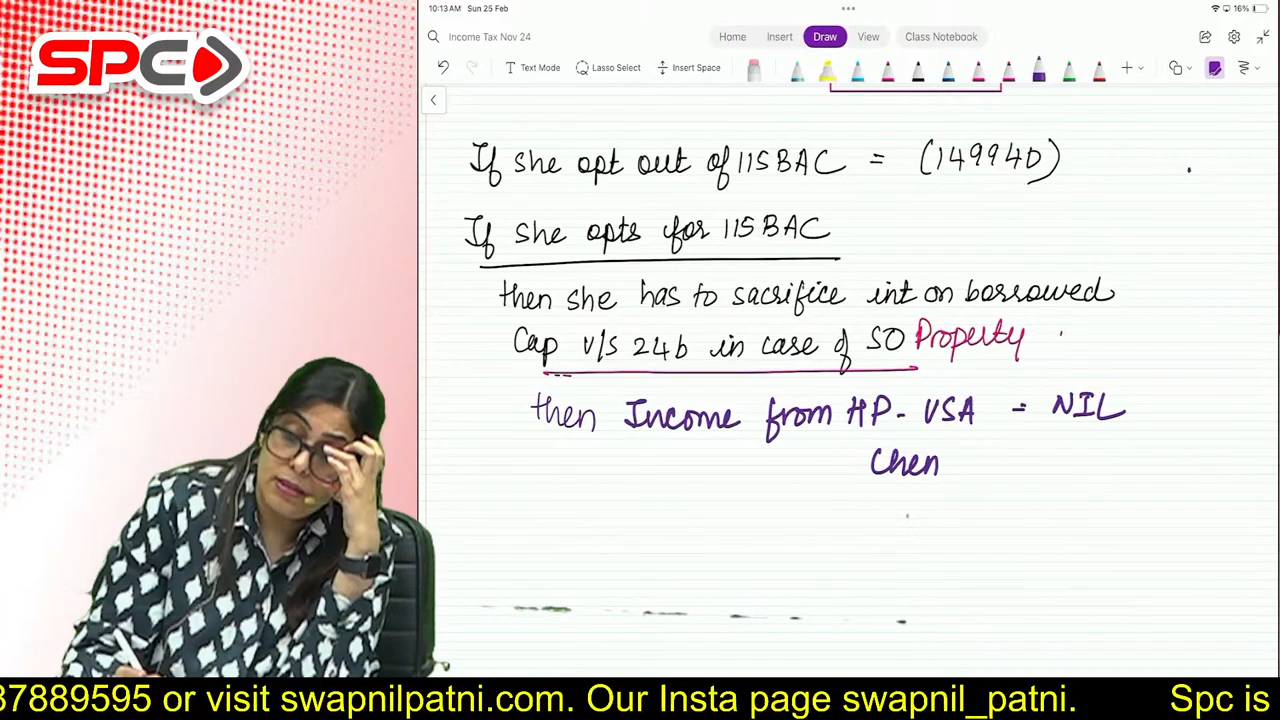 10:13 AM Sun 25 Feb
16%
SPC
Income Tax Nov 24
Home Insert Draw View Class Notebook
Text Mode Lasso Select Insert Space
If she opt out of 115BAC = (149940)
If she opts for 115BAC
then she has to sacrifice int on borrowed
Cap v/s 24b in case of SO Property
then Income from HP - USA = NIL
Chen
37889595 or visit swapnilpatni.com. Our Insta page swapnil_patni. Spc is